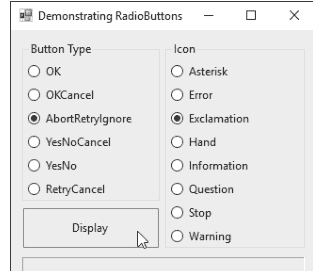 Demonstrating RadioButtons
Button Type
OK
OKCancel
AbortRetryIgnore
YesNoCancel
YesNo
RetryCancel
Display
Icon
Asterisk
Error
Exclamation
Hand
Information
Question
Stop
Warning